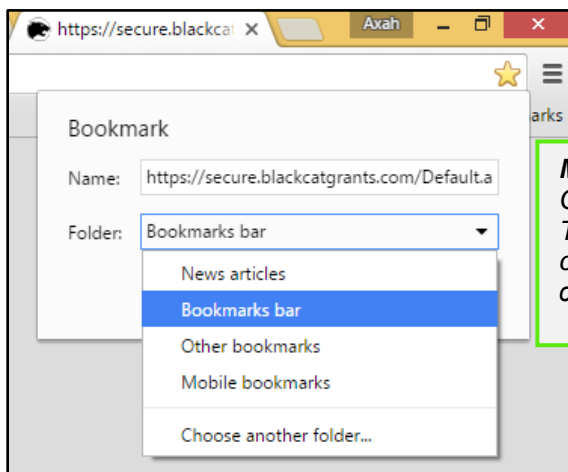 https://secure.blackcat
Axah
arks
Bookmark
Name: https://secure.blackcatgrants.com/Default.a
Folder: Bookmarks bar
News articles
Bookmarks bar
Other bookmarks
Mobile bookmarks
Choose another folder...